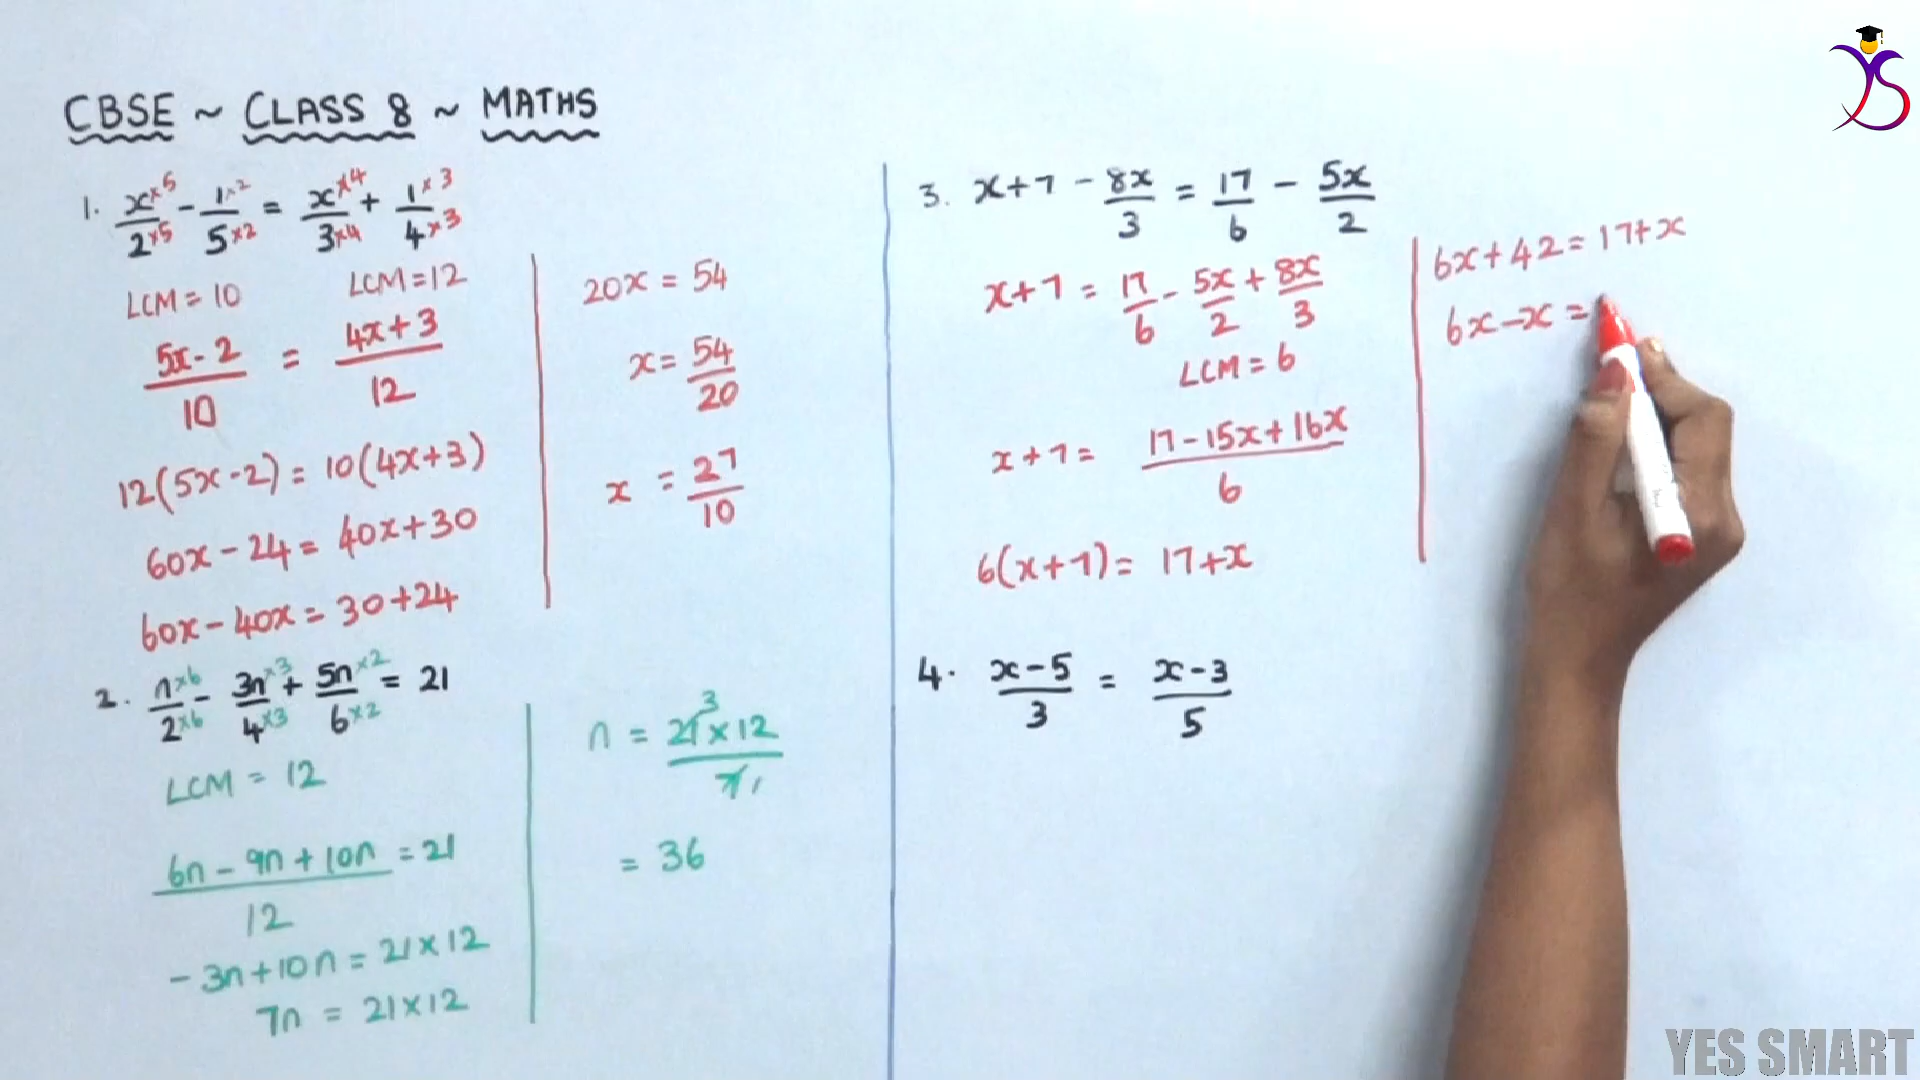 CBSE ~ CLASS 8 ~ MATHS
1. x×5/2×5 - 1×2/5×2 = x×4/3×4 + 1×3/4×3
LCM = 10 LCM = 12
5x - 2/10 = 4x + 3/12
12(5x - 2) = 10(4x + 3)
60x - 24 = 40x + 30
60x - 40x = 30 + 24
20x = 54
x = 54/20
x = 27/10
2. n×6/2×6 - 3n×3/4×3 + 5n×2/6×2 = 21
LCM = 12
6n - 9n + 10n/12 = 21
- 3n + 10n = 21 × 12
7n = 21 × 12
n = 21 3 × 12/7 1
= 36
3. x + 7 - 8x/3 = 17/6 - 5x/2
x + 7 = 17/6 - 5x/2 + 8x/3
LCM = 6
x + 7 = 17 - 15x + 16x/6
6(x + 7) = 17 + x
6x + 42 = 17 + x
6x - x =
4. x - 5/3 = x - 3/5
YS
YES SMART